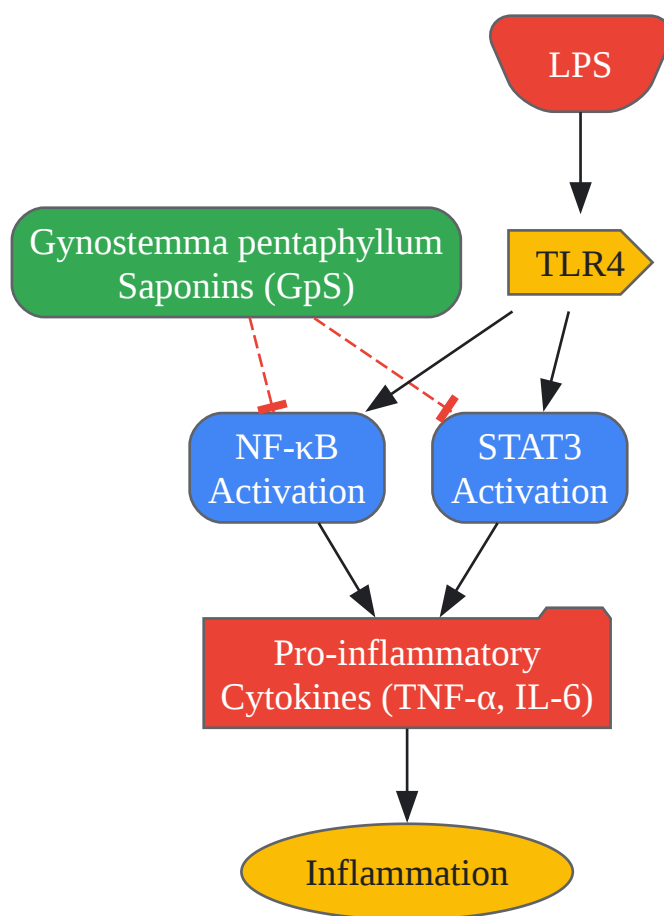 LPS
Gynostemma pentaphyllum
Saponins (GpS)
TLR4
NF-κB
Activation
STAT3
Activation
Pro-inflammatory
Cytokines (TNF-α, IL-6)
Inflammation